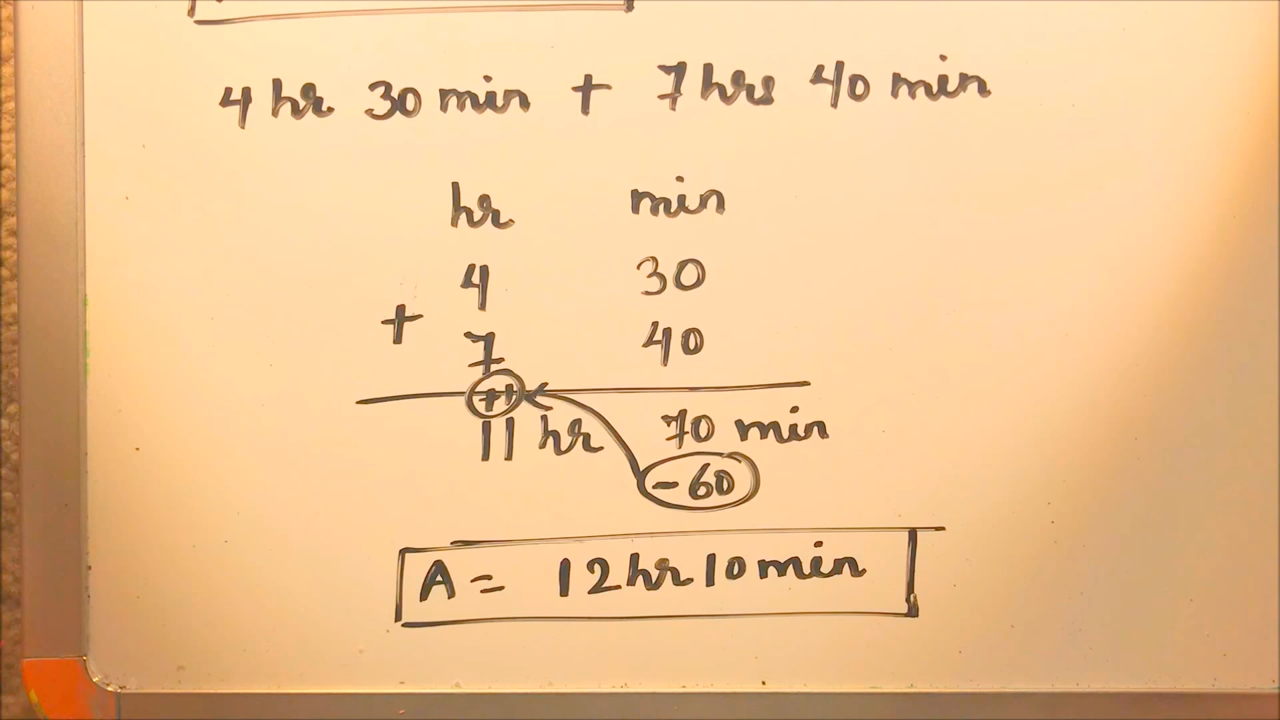 4 hr 30 min + 7 hrs 40 min
hr min
4 30
+ 7 40
+1
11 hr 70 min
-60
A = 12 hr 10 min